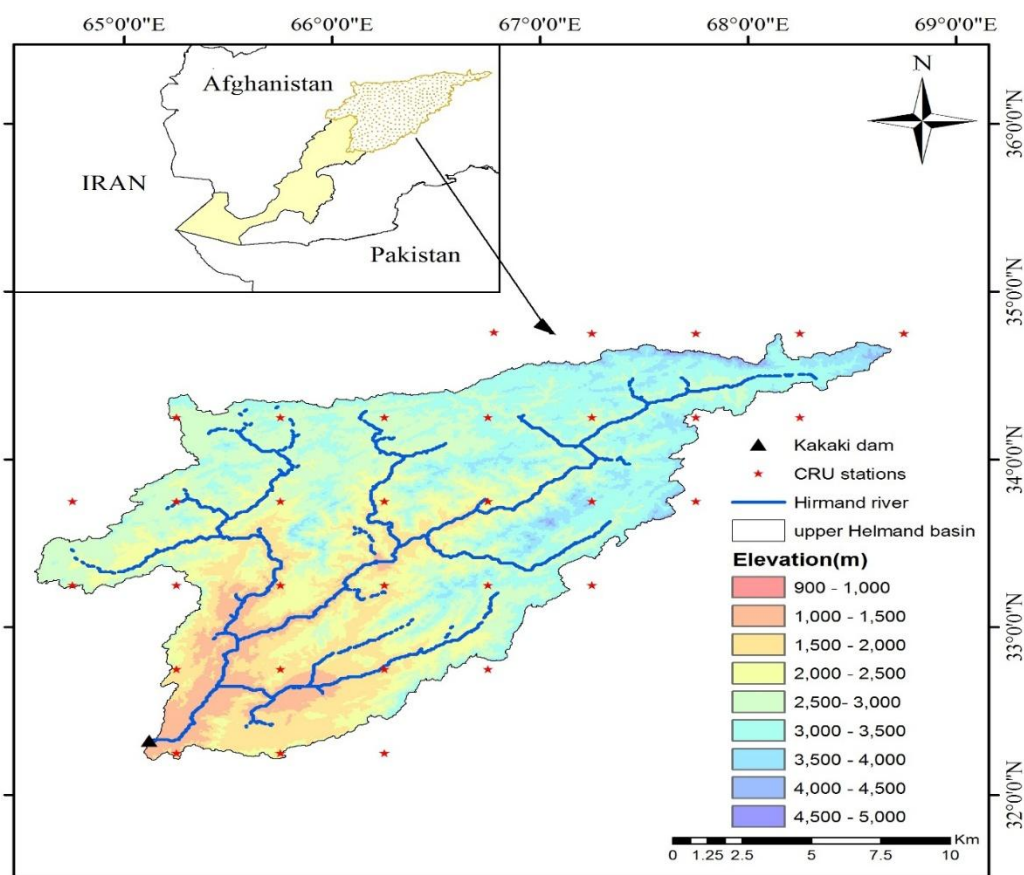 65°0'0"E 66°0'0"E 67°0'0"E 68°0'0"E 69°0'0"E
Afghanistan
IRAN
Pakistan
N
36°0'0"N
35°0'0"N
34°0'0"N
33°0'0"N
32°0'0"N
Kakaki dam
CRU stations
Hirmand river
upper Helmand basin
Elevation(m)
900 - 1,000
1,000 - 1,500
1,500 - 2,000
2,000 - 2,500
2,500- 3,000
3,000 - 3,500
3,500 - 4,000
4,000 - 4,500
4,500 - 5,000
Km
0 1.25 2.5 5 7.5 10